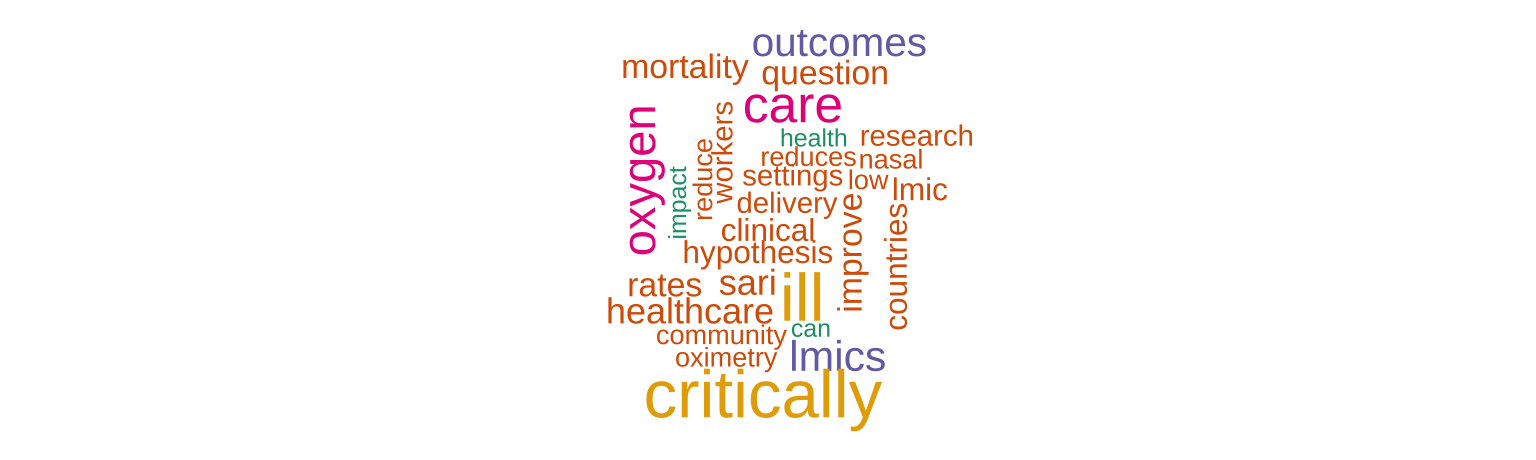 outcomes
mortality
question
care
oxygen
workers
health
research
reduce
reduces
nasal
impact
settings
low
lmic
delivery
improve
countries
clinical
hypothesis
rates
sari
ill
healthcare
can
community
lmics
oximetry
critically